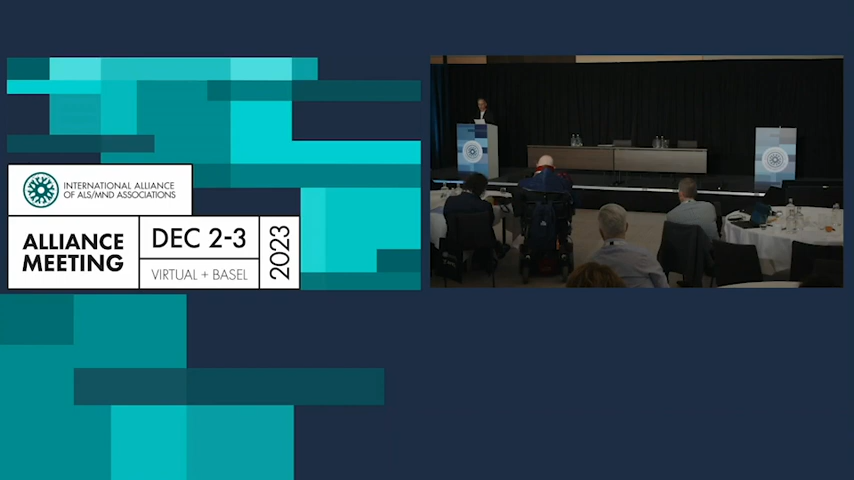 INTERNATIONAL ALLIANCE
OF ALS/MND ASSOCIATIONS
ALLIANCE
MEETING
DEC 2-3
VIRTUAL + BASEL
2023